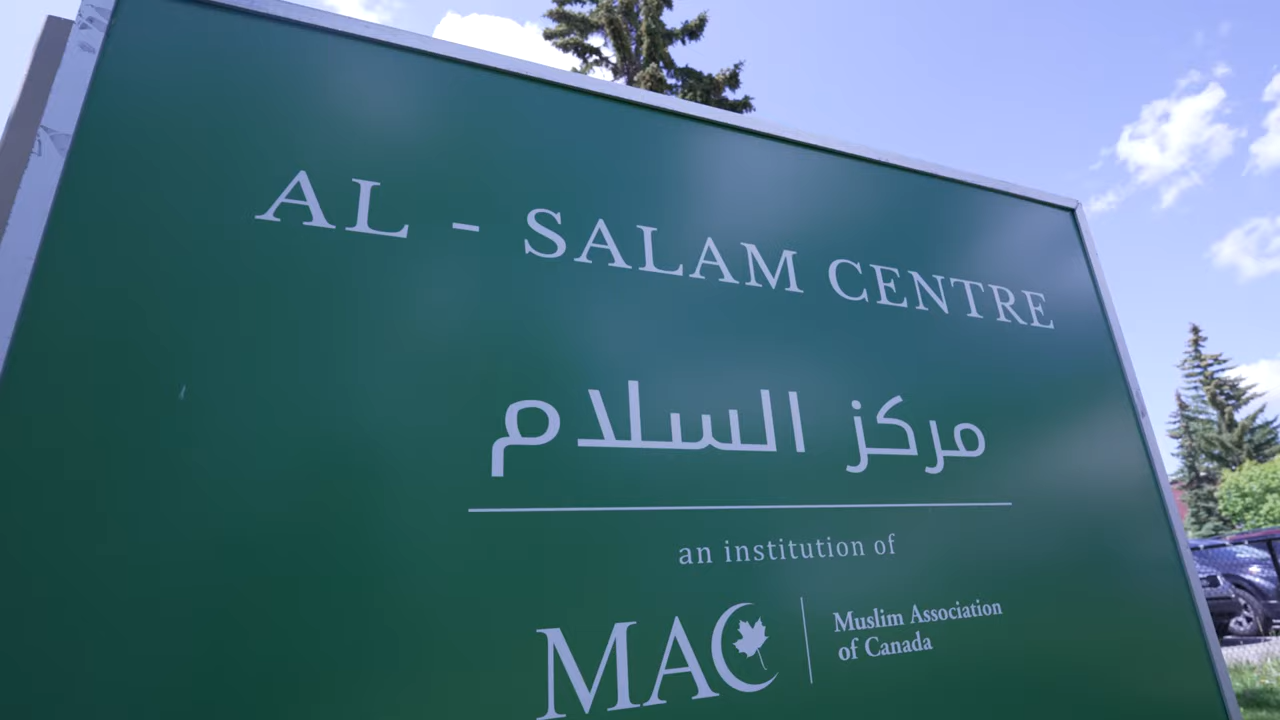 AL - SALAM CENTRE
مركز السلام
an institution of
MAC
Muslim Association
of Canada